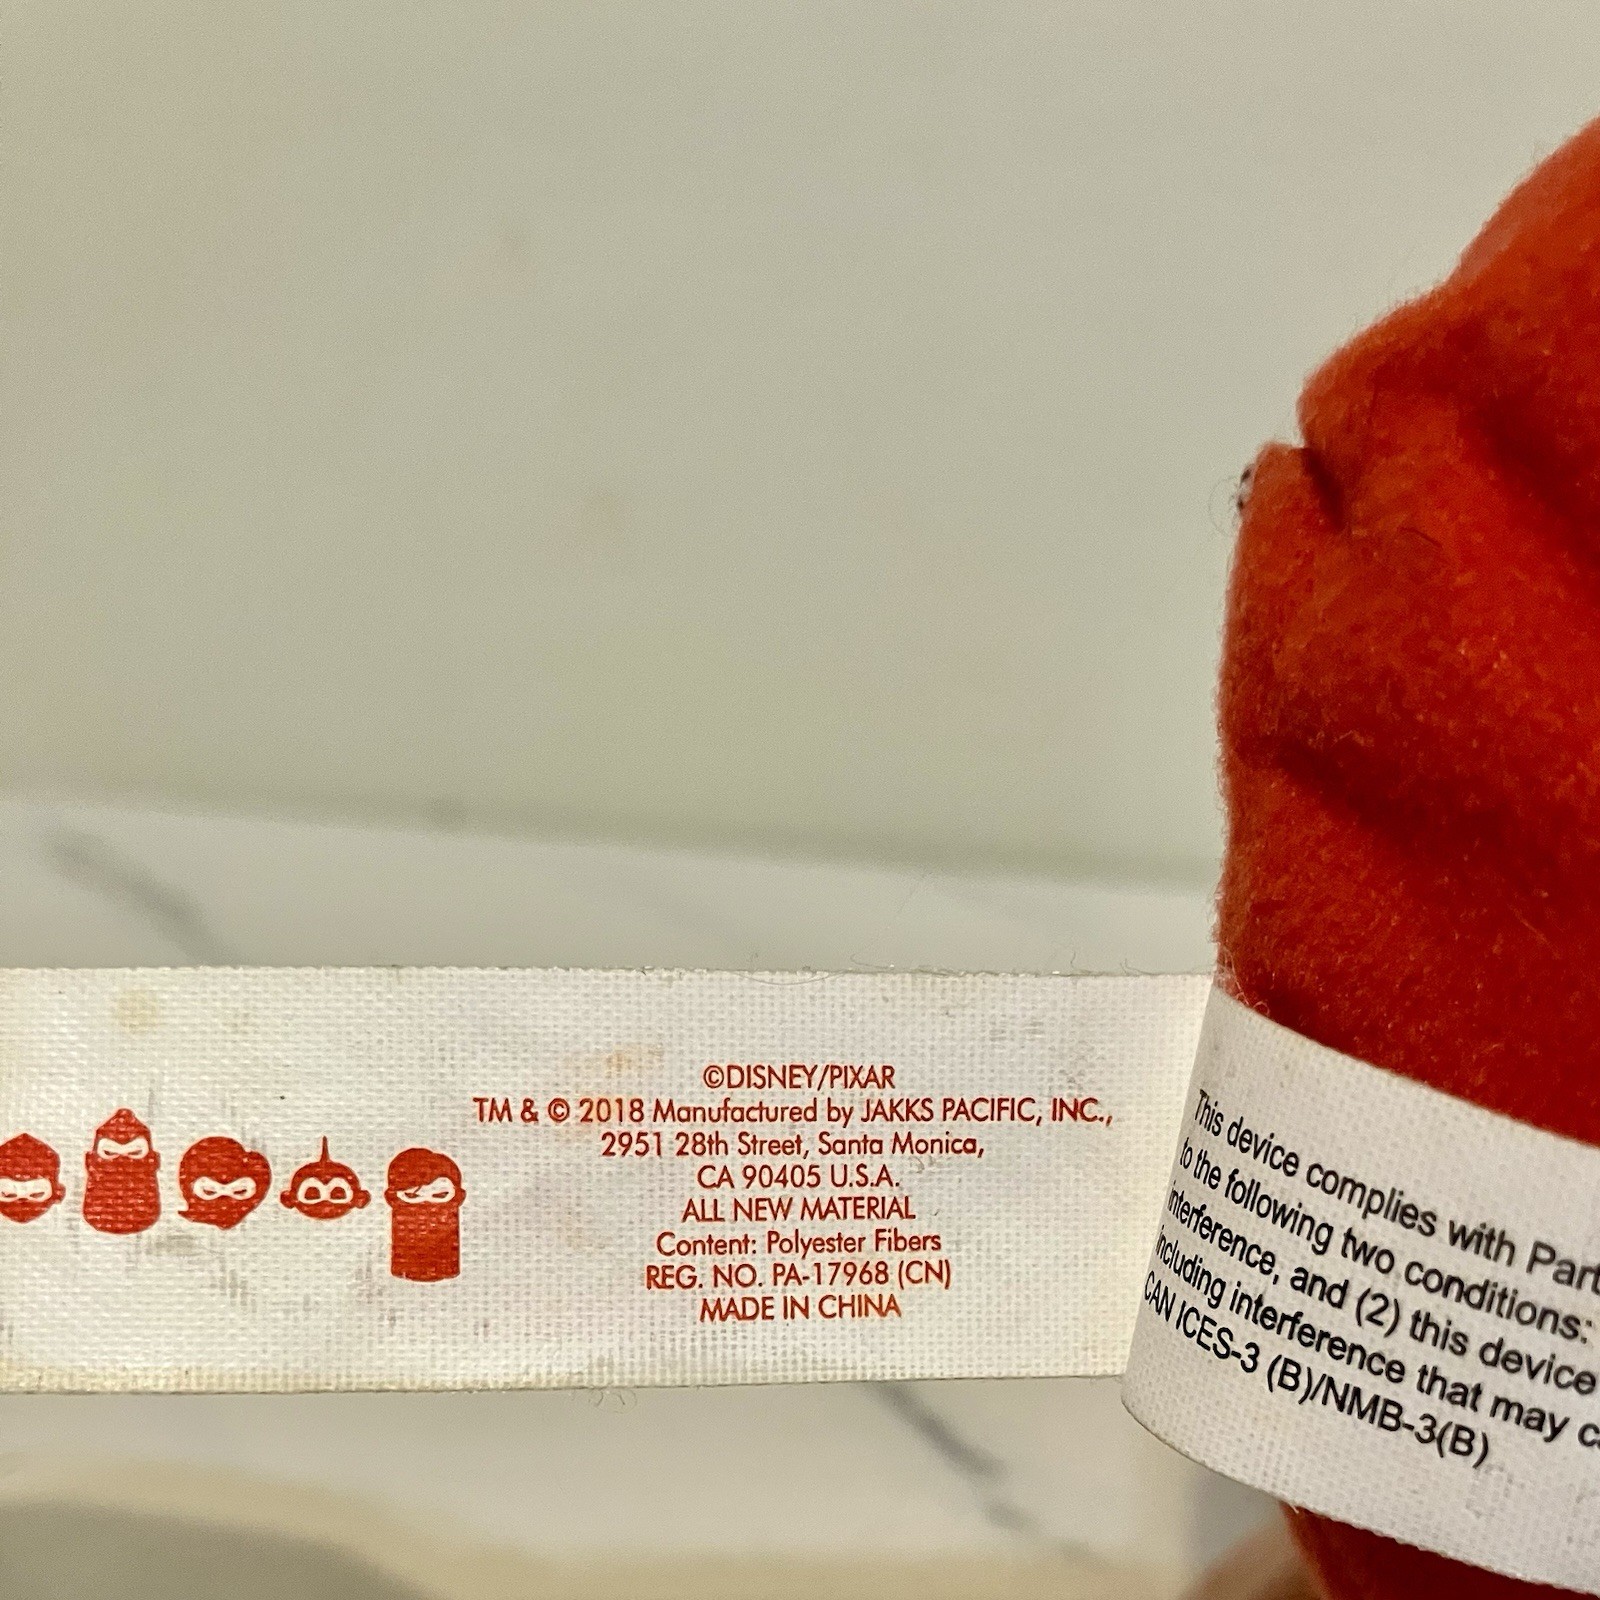 ©DISNEY/PIXAR
TM & © 2018 Manufactured by JAKKS PACIFIC, INC.,
2951 28th Street, Santa Monica,
CA 90405 U.S.A.
ALL NEW MATERIAL
Content: Polyester Fibers
REG. NO. PA-17968 (CN)
MADE IN CHINA
This device complies with Part
to the following two conditions:
interference, and (2) this device
including interference that may
CAN ICES-3 (B)/NMB-3(B)